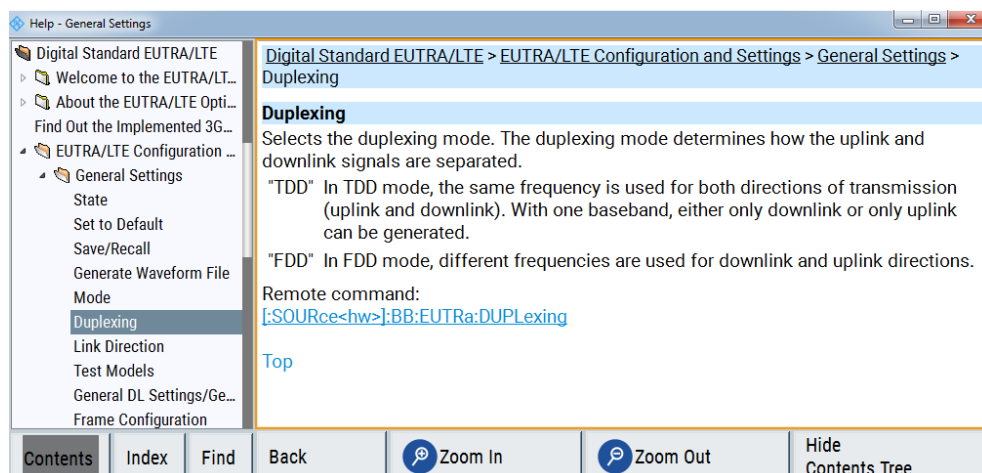 Help - General Settings
Digital Standard EUTRA/LTE
Welcome to the EUTRA/LT...
About the EUTRA/LTE Opti...
Find Out the Implemented 3G...
EUTRA/LTE Configuration ...
General Settings
State
Set to Default
Save/Recall
Generate Waveform File
Mode
Duplexing
Link Direction
Test Models
General DL Settings/Ge...
Frame Configuration
Digital Standard EUTRA/LTE > EUTRA/LTE Configuration and Settings > General Settings >
Duplexing
Duplexing
Selects the duplexing mode. The duplexing mode determines how the uplink and
downlink signals are separated.
"TDD" In TDD mode, the same frequency is used for both directions of transmission
(uplink and downlink). With one baseband, either only downlink or only uplink
can be generated.
"FDD" In FDD mode, different frequencies are used for downlink and uplink directions.
Remote command:
[:SOURce<hw>]:BB:EUTRa:DUPLexing
Top
Contents
Index
Find
Back
Zoom In
Zoom Out
Hide
Contents Tree